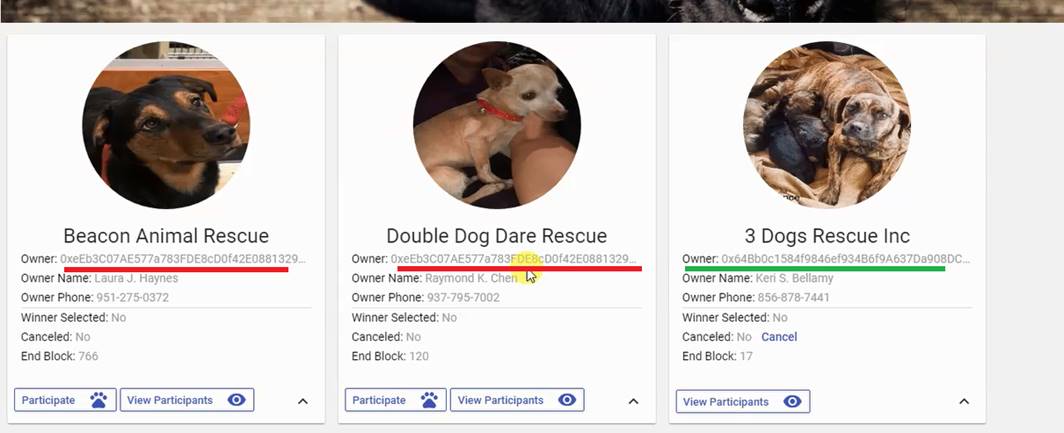 Beacon Animal Rescue
Owner: 0xeEb3C07AE577a783FDE8cD0f42E0881329...
Owner Name: Laura J. Haynes
Owner Phone: 951-275-0372
Winner Selected: No
Canceled: No
End Block: 766
Participate
View Participants
Double Dog Dare Rescue
Owner: 0xeEb3C07AE577a783FDE8cD0f42E0881329...
Owner Name: Raymond K. Chen
Owner Phone: 937-795-7002
Winner Selected: No
Canceled: No
End Block: 120
Participate
View Participants
3 Dogs Rescue Inc
Owner: 0x64Bb0c1584f9846ef934B6f9A637Da908DC...
Owner Name: Keri S. Bellamy
Owner Phone: 856-878-7441
Winner Selected: No
Canceled: No Cancel
End Block: 17
View Participants